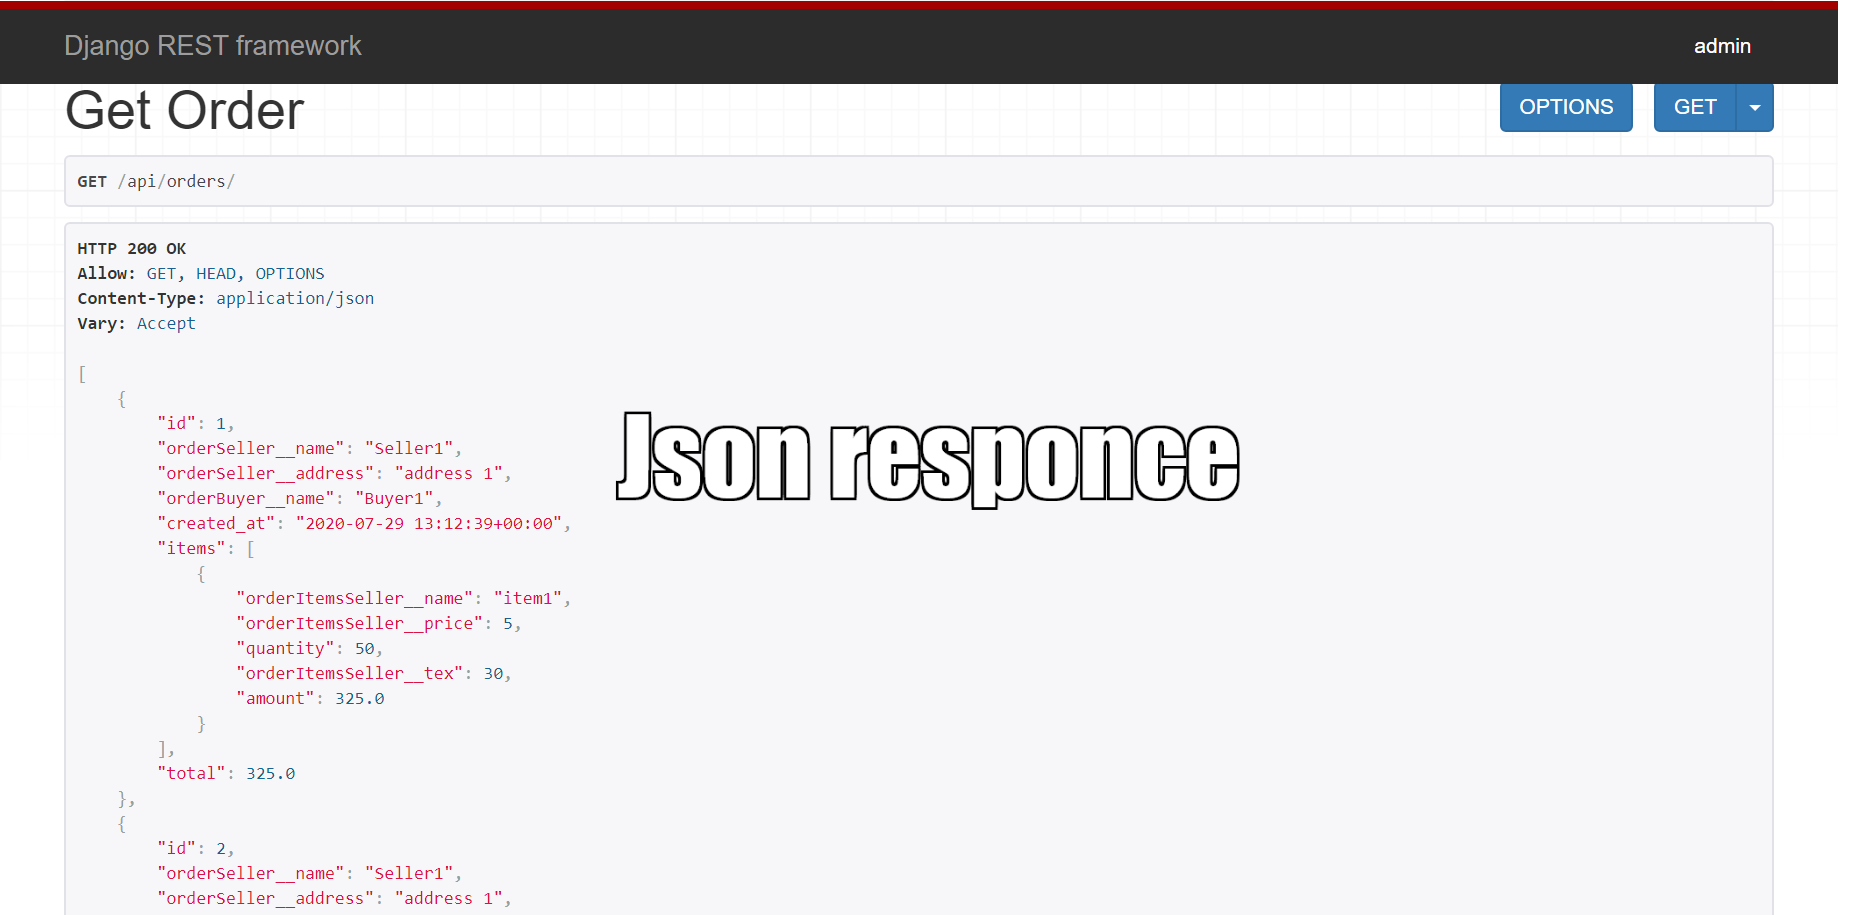 Django REST framework
admin
Get Order
OPTIONS
GET
GET /api/orders/
HTTP 200 OK
Allow: GET, HEAD, OPTIONS
Content-Type: application/json
Vary: Accept
[
    {
        "id": 1,
        "orderSeller__name": "Seller1",
        "orderSeller__address": "address 1",
        "orderBuyer__name": "Buyer1",
        "created_at": "2020-07-29 13:12:39+00:00",
        "items": [
            {
                "orderItemsSeller__name": "item1",
                "orderItemsSeller__price": 5,
                "quantity": 50,
                "orderItemsSeller__tex": 30,
                "amount": 325.0
            }
        ],
        "total": 325.0
    },
    {
        "id": 2,
        "orderSeller__name": "Seller1",
        "orderSeller__address": "address 1",
Json responce